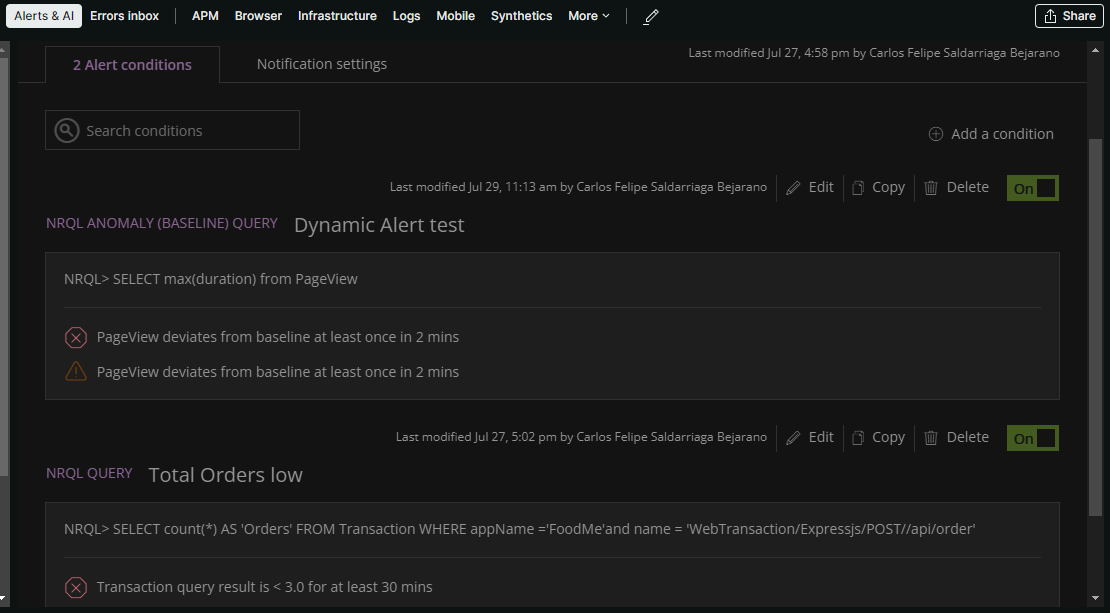 Alerts & AI Errors inbox APM Browser Infrastructure Logs Mobile Synthetics More Share
Last modified Jul 27, 4:58 pm by Carlos Felipe Saldarriaga Bejarano
2 Alert conditions Notification settings
Search conditions
Add a condition
Last modified Jul 29, 11:13 am by Carlos Felipe Saldarriaga Bejarano Edit Copy Delete On
NRQL ANOMALY (BASELINE) QUERY Dynamic Alert test
NRQL> SELECT max(duration) from PageView
PageView deviates from baseline at least once in 2 mins
PageView deviates from baseline at least once in 2 mins
Last modified Jul 27, 5:02 pm by Carlos Felipe Saldarriaga Bejarano Edit Copy Delete On
NRQL QUERY Total Orders low
NRQL> SELECT count(*) AS 'Orders' FROM Transaction WHERE appName ='FoodMe'and name = 'WebTransaction/Expressjs/POST//api/order'
Transaction query result is < 3.0 for at least 30 mins